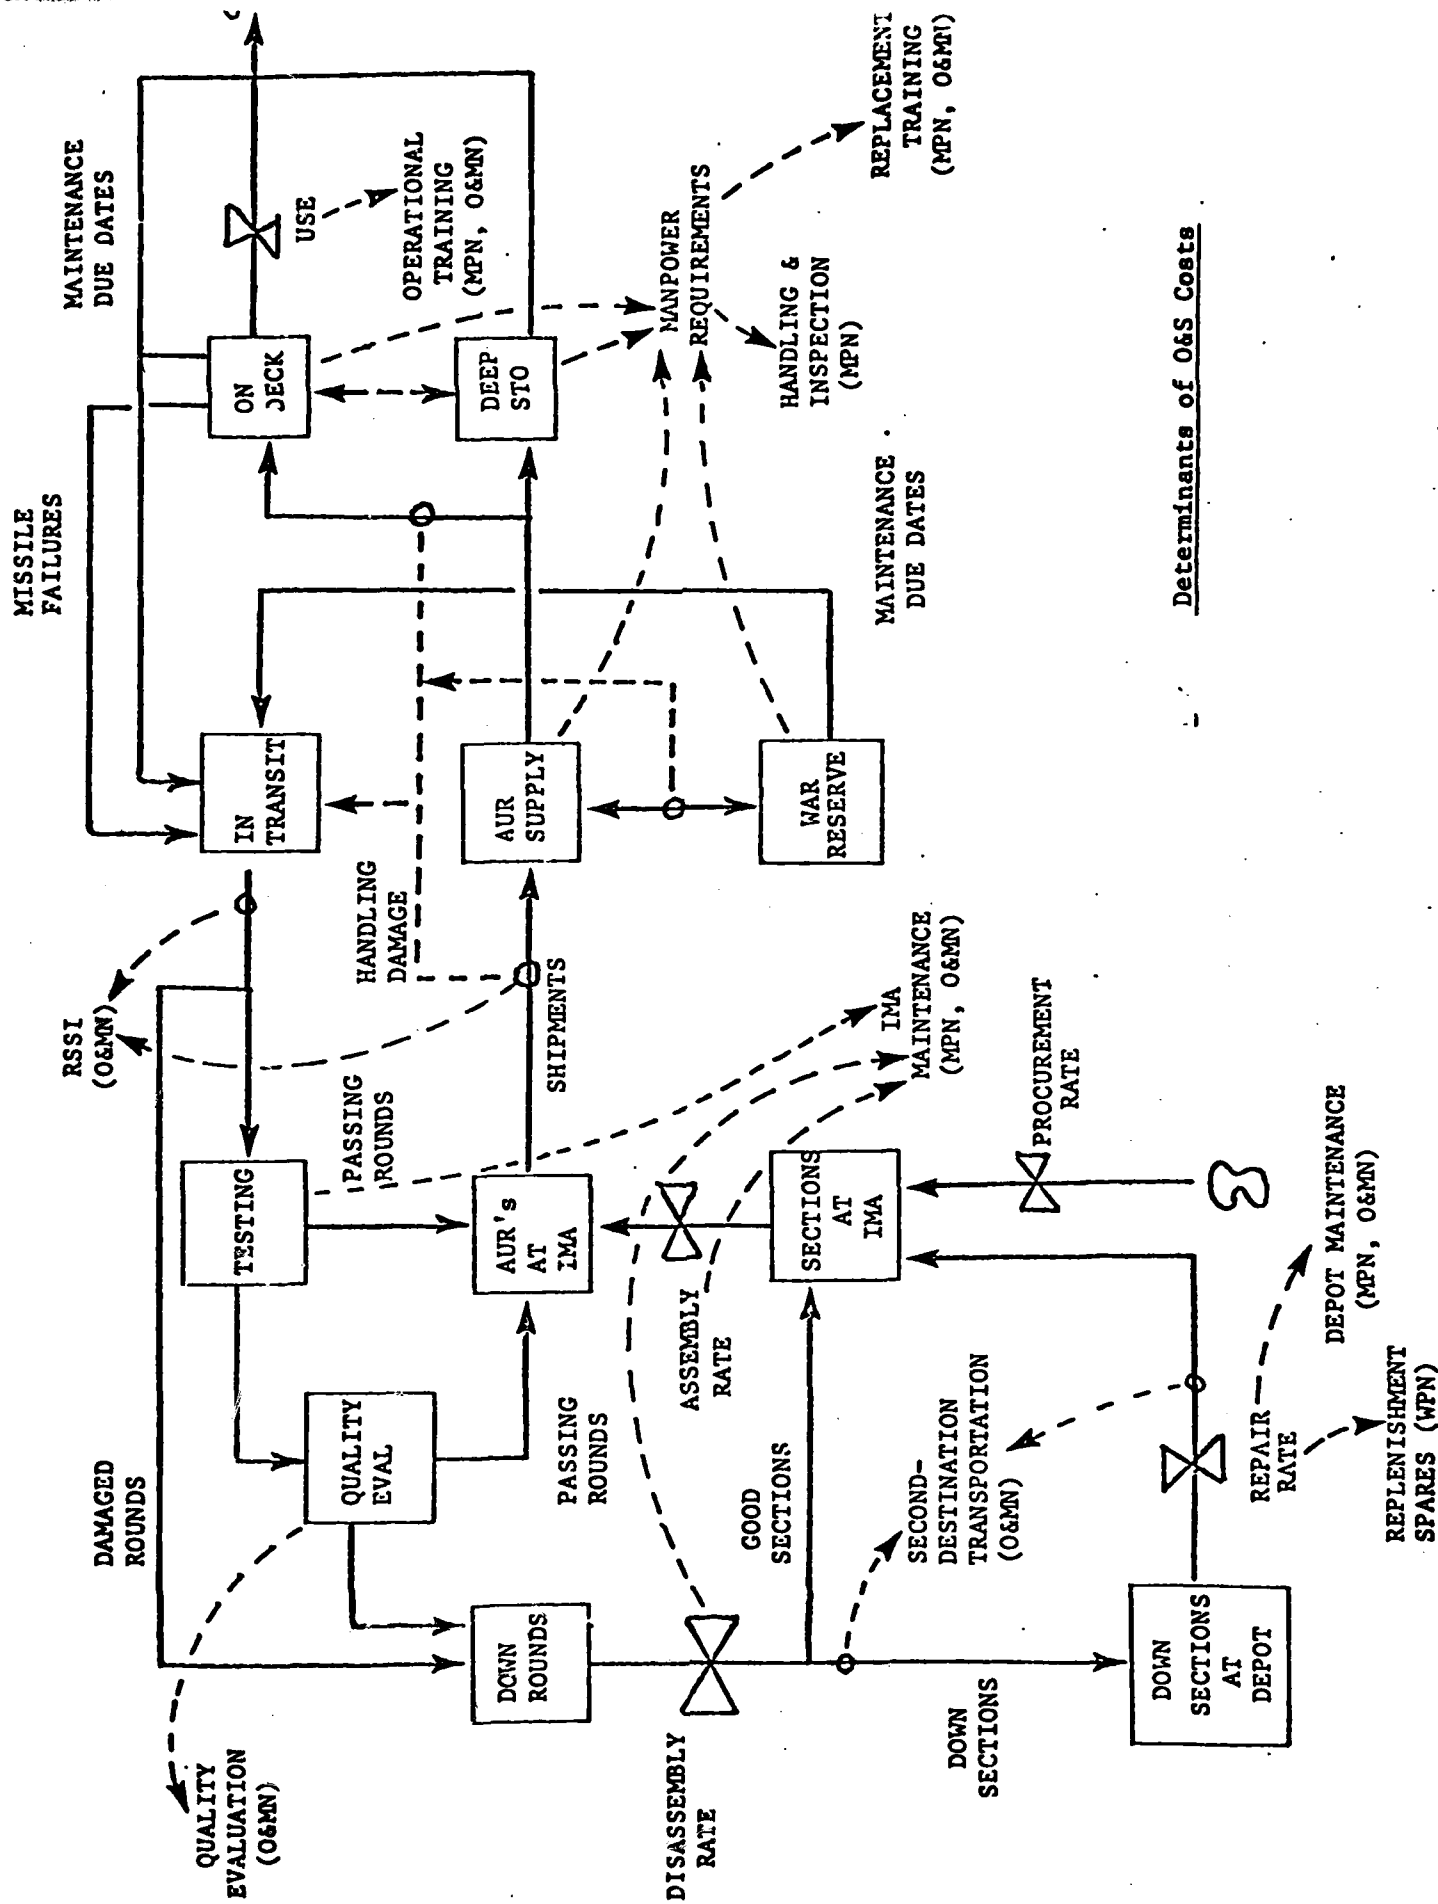 MISSILE
FAILURES
MAINTENANCE
DUE DATES
RSSI
(O&MN)
DAMAGED
ROUNDS
QUALITY
EVALUATION
(O&MN)
TESTING
IN
TRANSIT
ON
DECK
USE
QUALITY
EVAL
PASSING
ROUNDS
HANDLING
DAMAGE
OPERATIONAL
TRAINING
(MPN, O&MN)
DOWN
ROUNDS
PASSING
ROUNDS
AUR's
AT
IMA
SHIPMENTS
AUR
SUPPLY
DEEP
STO
DISASSEMBLY
RATE
ASSEMBLY
RATE
MANPOWER
REQUIREMENTS
GOOD
SECTIONS
SECTIONS
AT
IMA
WAR
RESERVE
HANDLING &
INSPECTION
(MPN)
IMA
MAINTENANCE
(MPN, O&MN)
MAINTENANCE
DUE DATES
REPLACEMENT
TRAINING
(MPN, O&MN)
DOWN
SECTIONS
SECOND-
DESTINATION
TRANSPORTATION
(O&MN)
PROCUREMENT
RATE
DOWN
SECTIONS
AT
DEPOT
REPAIR
RATE
DEPOT MAINTENANCE
(MPN, O&MN)
REPLENISHMENT
SPARES (WPN)
Determinants of O&S Costs